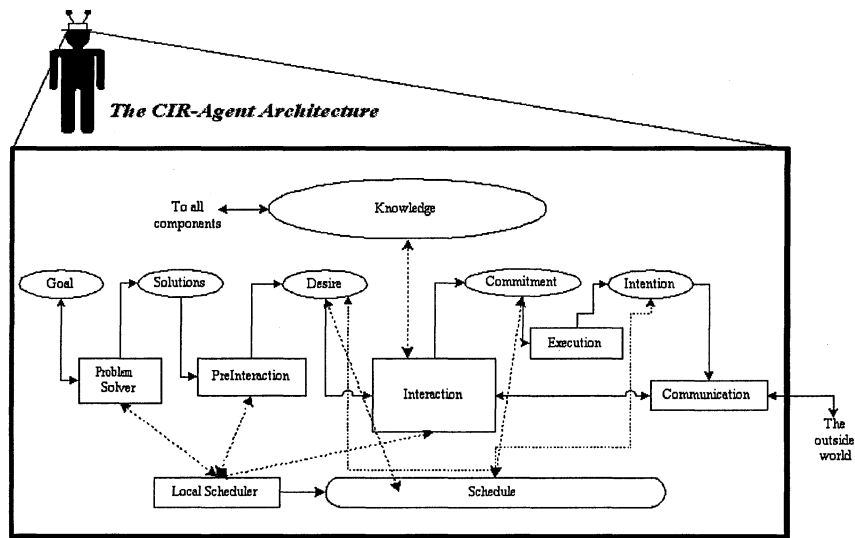 The CIR-Agent Architecture
To all
components
Knowledge
Goal
Solutions
Desire
Commitment
Intention
Execution
Problem
Solver
PreInteraction
Interaction
Communication
The
outside
world
Local Scheduler
Schedule